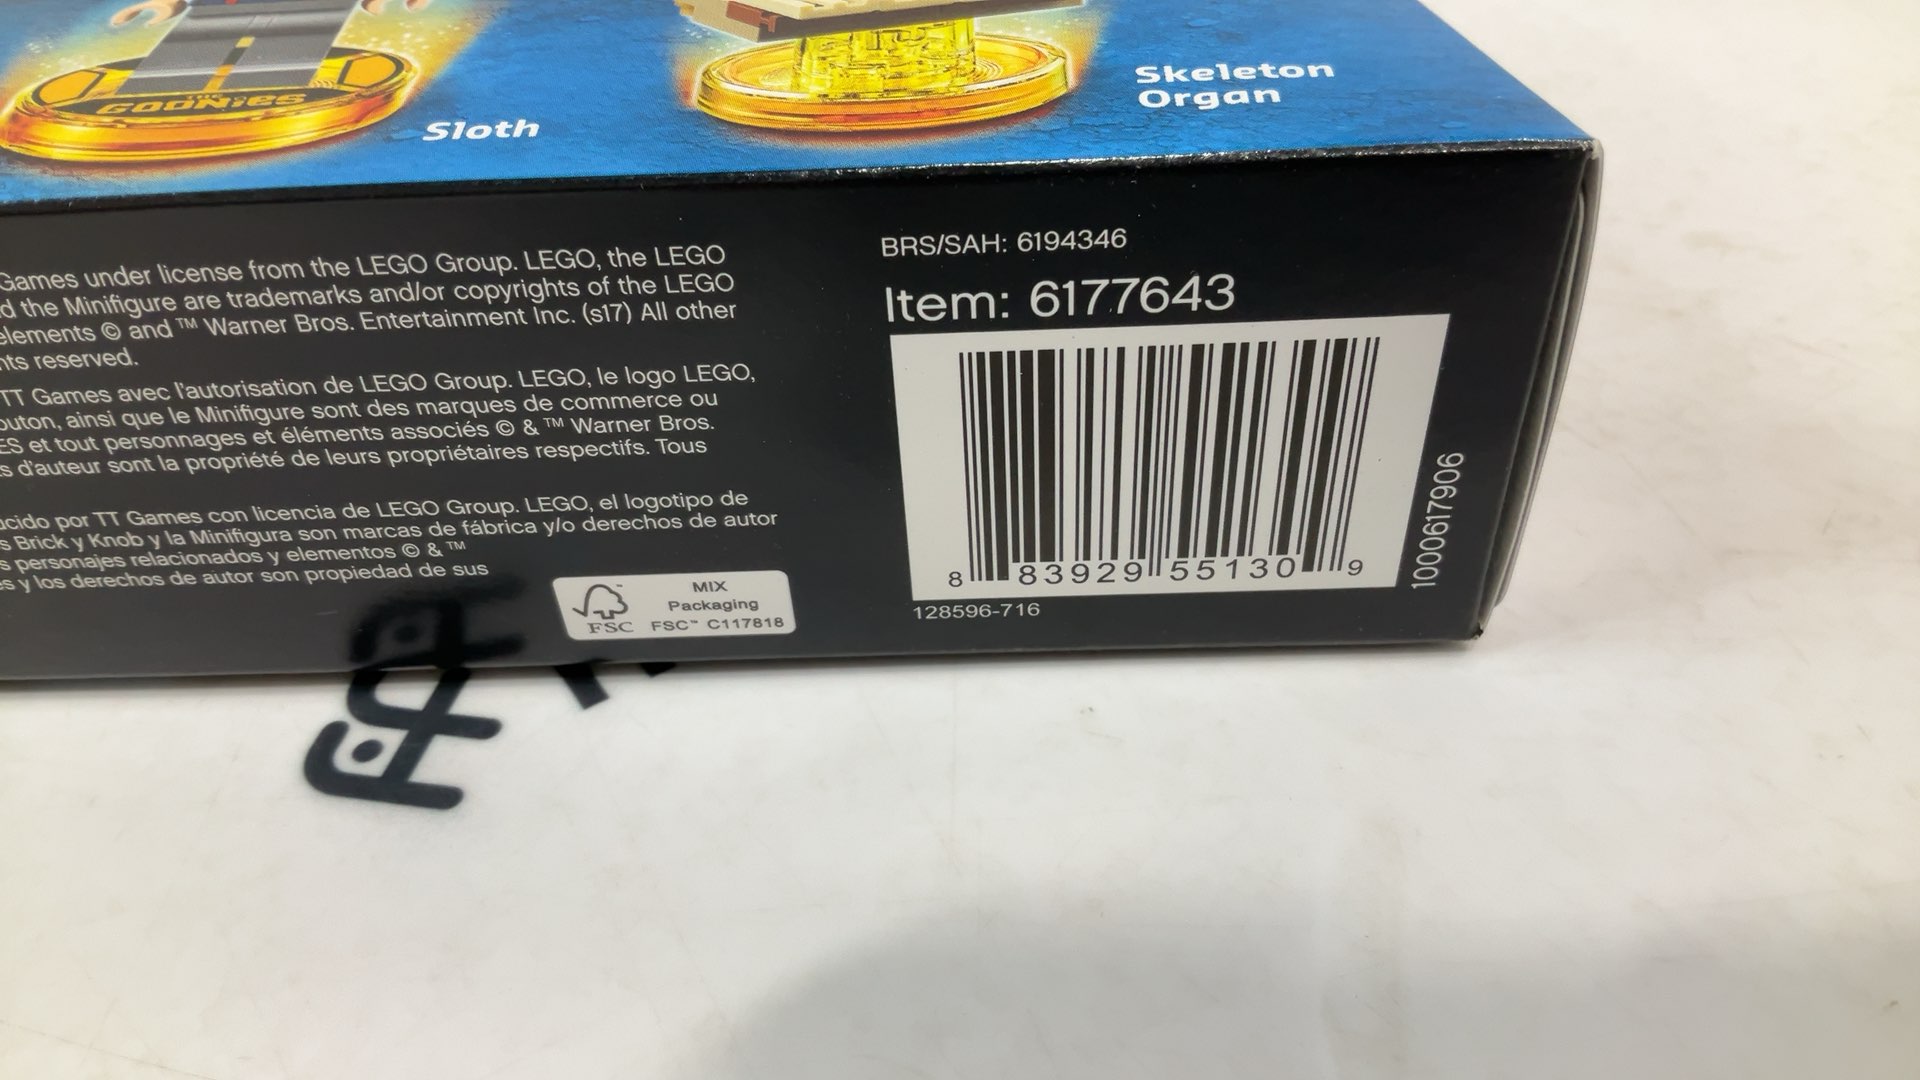 GOONiES
Sloth
Skeleton
Organ
Games under license from the LEGO Group. LEGO, the LEGO
the Minifigure are trademarks and/or copyrights of the LEGO
elements © and ™ Warner Bros. Entertainment Inc. (s17) All other
reserved.
TT Games avec l'autorisation de LEGO Group. LEGO, le logo LEGO,
ainsi que le Minifigure sont des marques de commerce ou
et tout personnages et éléments associés © & ™ Warner Bros.
d'auteur sont la propriété de leurs propriétaires respectifs. Tous
por TT Games con licencia de LEGO Group. LEGO, el logotipo de
Brick y Knob y la Minifigura son marcas de fábrica y/o derechos de autor
personajes relacionados y elementos © & ™
y los derechos de autor son propiedad de sus
FSC
MIX
Packaging
FSC™ C117818
BRS/SAH: 6194346
Item: 6177643
8 83929 55130 9
128596-716
1000617906